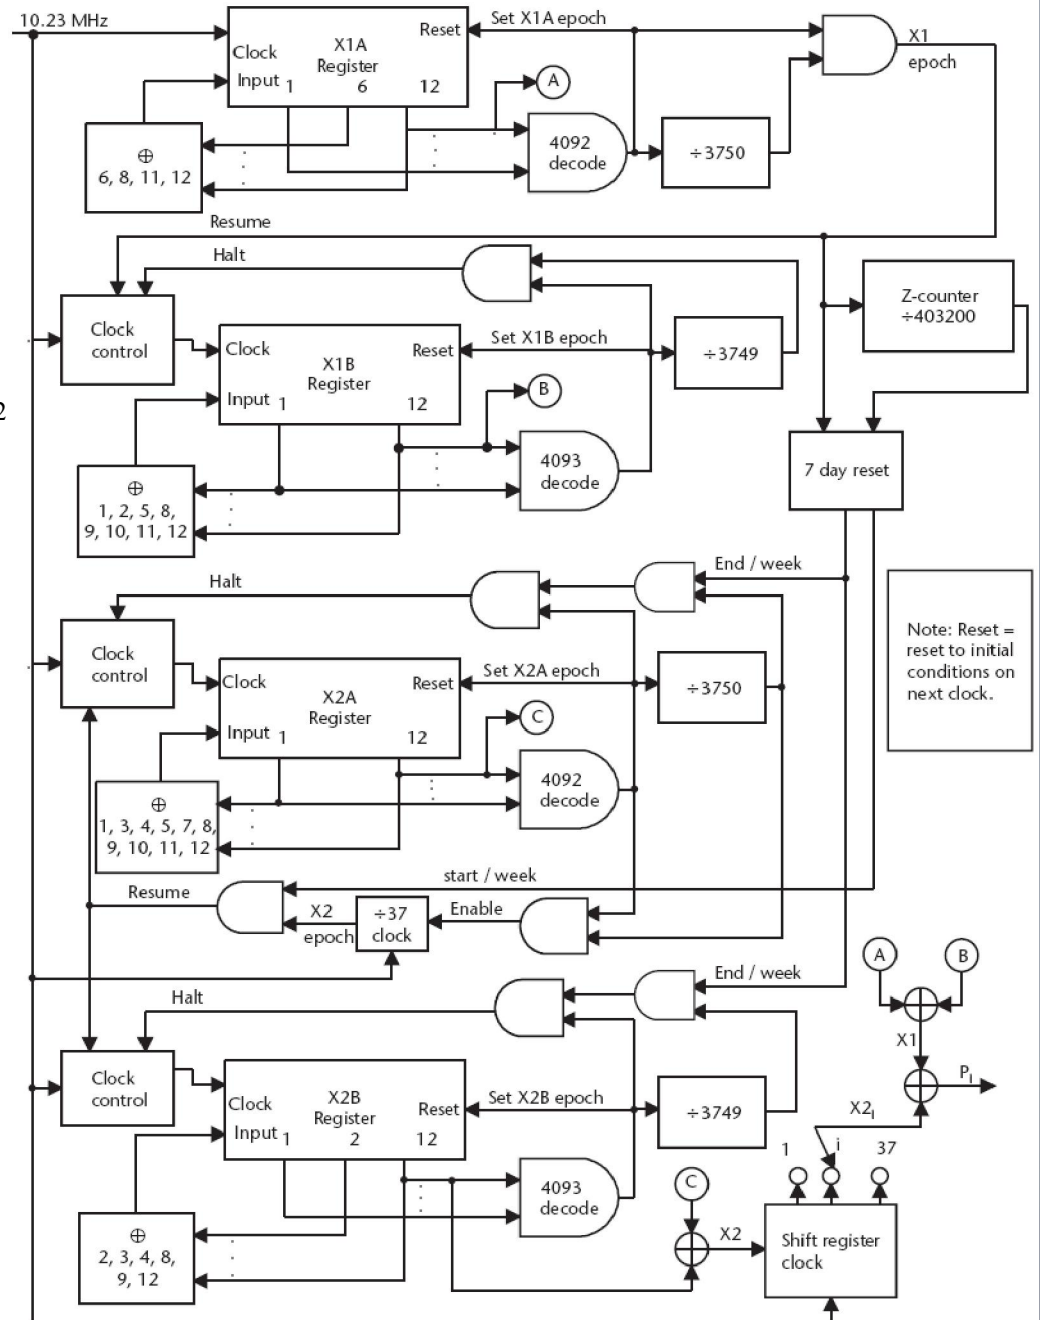 10.23 MHz
Clock
Input
X1A
Register
Reset
1
6
12
Set X1A epoch
X1
epoch
A
⊕
6, 8, 11, 12
4092
decode
÷3750
Resume
Halt
Clock
control
Z-counter
÷403200
Clock
Input
X1B
Register
Reset
1
12
Set X1B epoch
÷3749
2
B
⊕
1, 2, 5, 8,
9, 10, 11, 12
4093
decode
7 day reset
Halt
End / week
Note: Reset =
reset to initial
conditions on
next clock.
Clock
control
Clock
Input
X2A
Register
Reset
1
12
Set X2A epoch
÷3750
C
⊕
1, 3, 4, 5, 7, 8,
9, 10, 11, 12
4092
decode
start / week
Resume
X2
epoch
÷37
clock
Enable
Halt
End / week
A
B
X1
P_I
Clock
control
Clock
Input
X2B
Register
Reset
1
2
12
Set X2B epoch
÷3749
X2_I
1
i
37
⊕
2, 3, 4, 8,
9, 12
4093
decode
C
X2
Shift register
clock